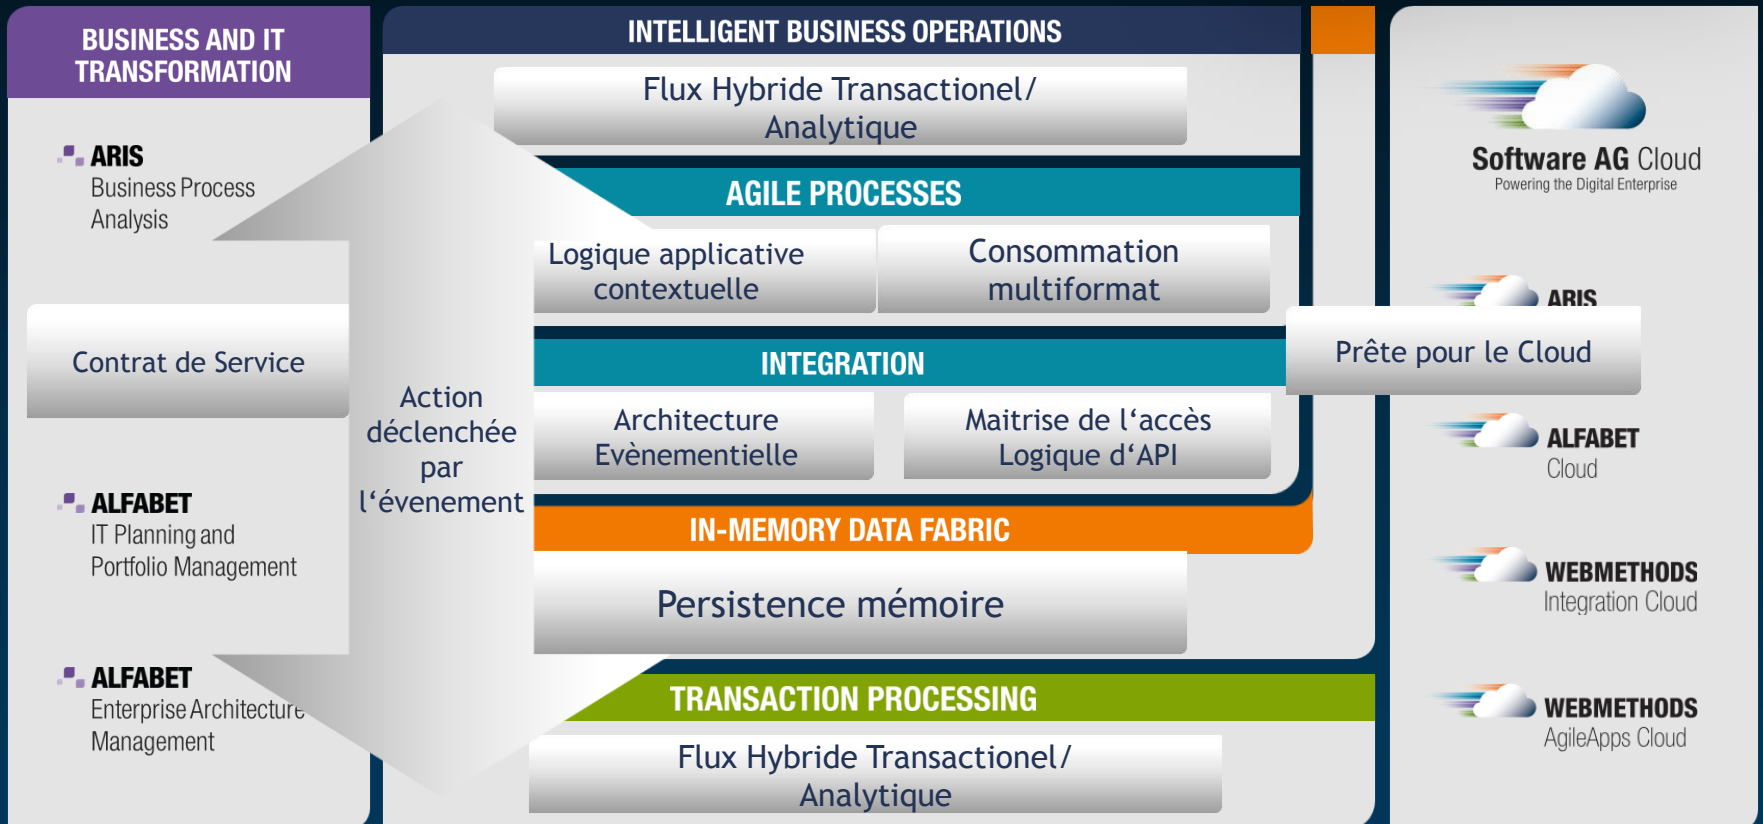 BUSINESS AND IT
TRANSFORMATION
ARIS
Business Process
Analysis
Contrat de Service
ALFABET
IT Planning and
Portfolio Management
ALFABET
Enterprise Architecture
Management
Action
déclenchée
par
l‘évenement
INTELLIGENT BUSINESS OPERATIONS
Flux Hybride Transactionel/
Analytique
AGILE PROCESSES
Logique applicative
contextuelle
Consommation
multiformat
INTEGRATION
Architecture
Evènementielle
Maitrise de l‘accès
Logique d‘API
IN-MEMORY DATA FABRIC
Persistence mémoire
TRANSACTION PROCESSING
Flux Hybride Transactionel/
Analytique
Software AG Cloud
Powering the Digital Enterprise
ARIS
Prête pour le Cloud
ALFABET
Cloud
WEBMETHODS
Integration Cloud
WEBMETHODS
AgileApps Cloud